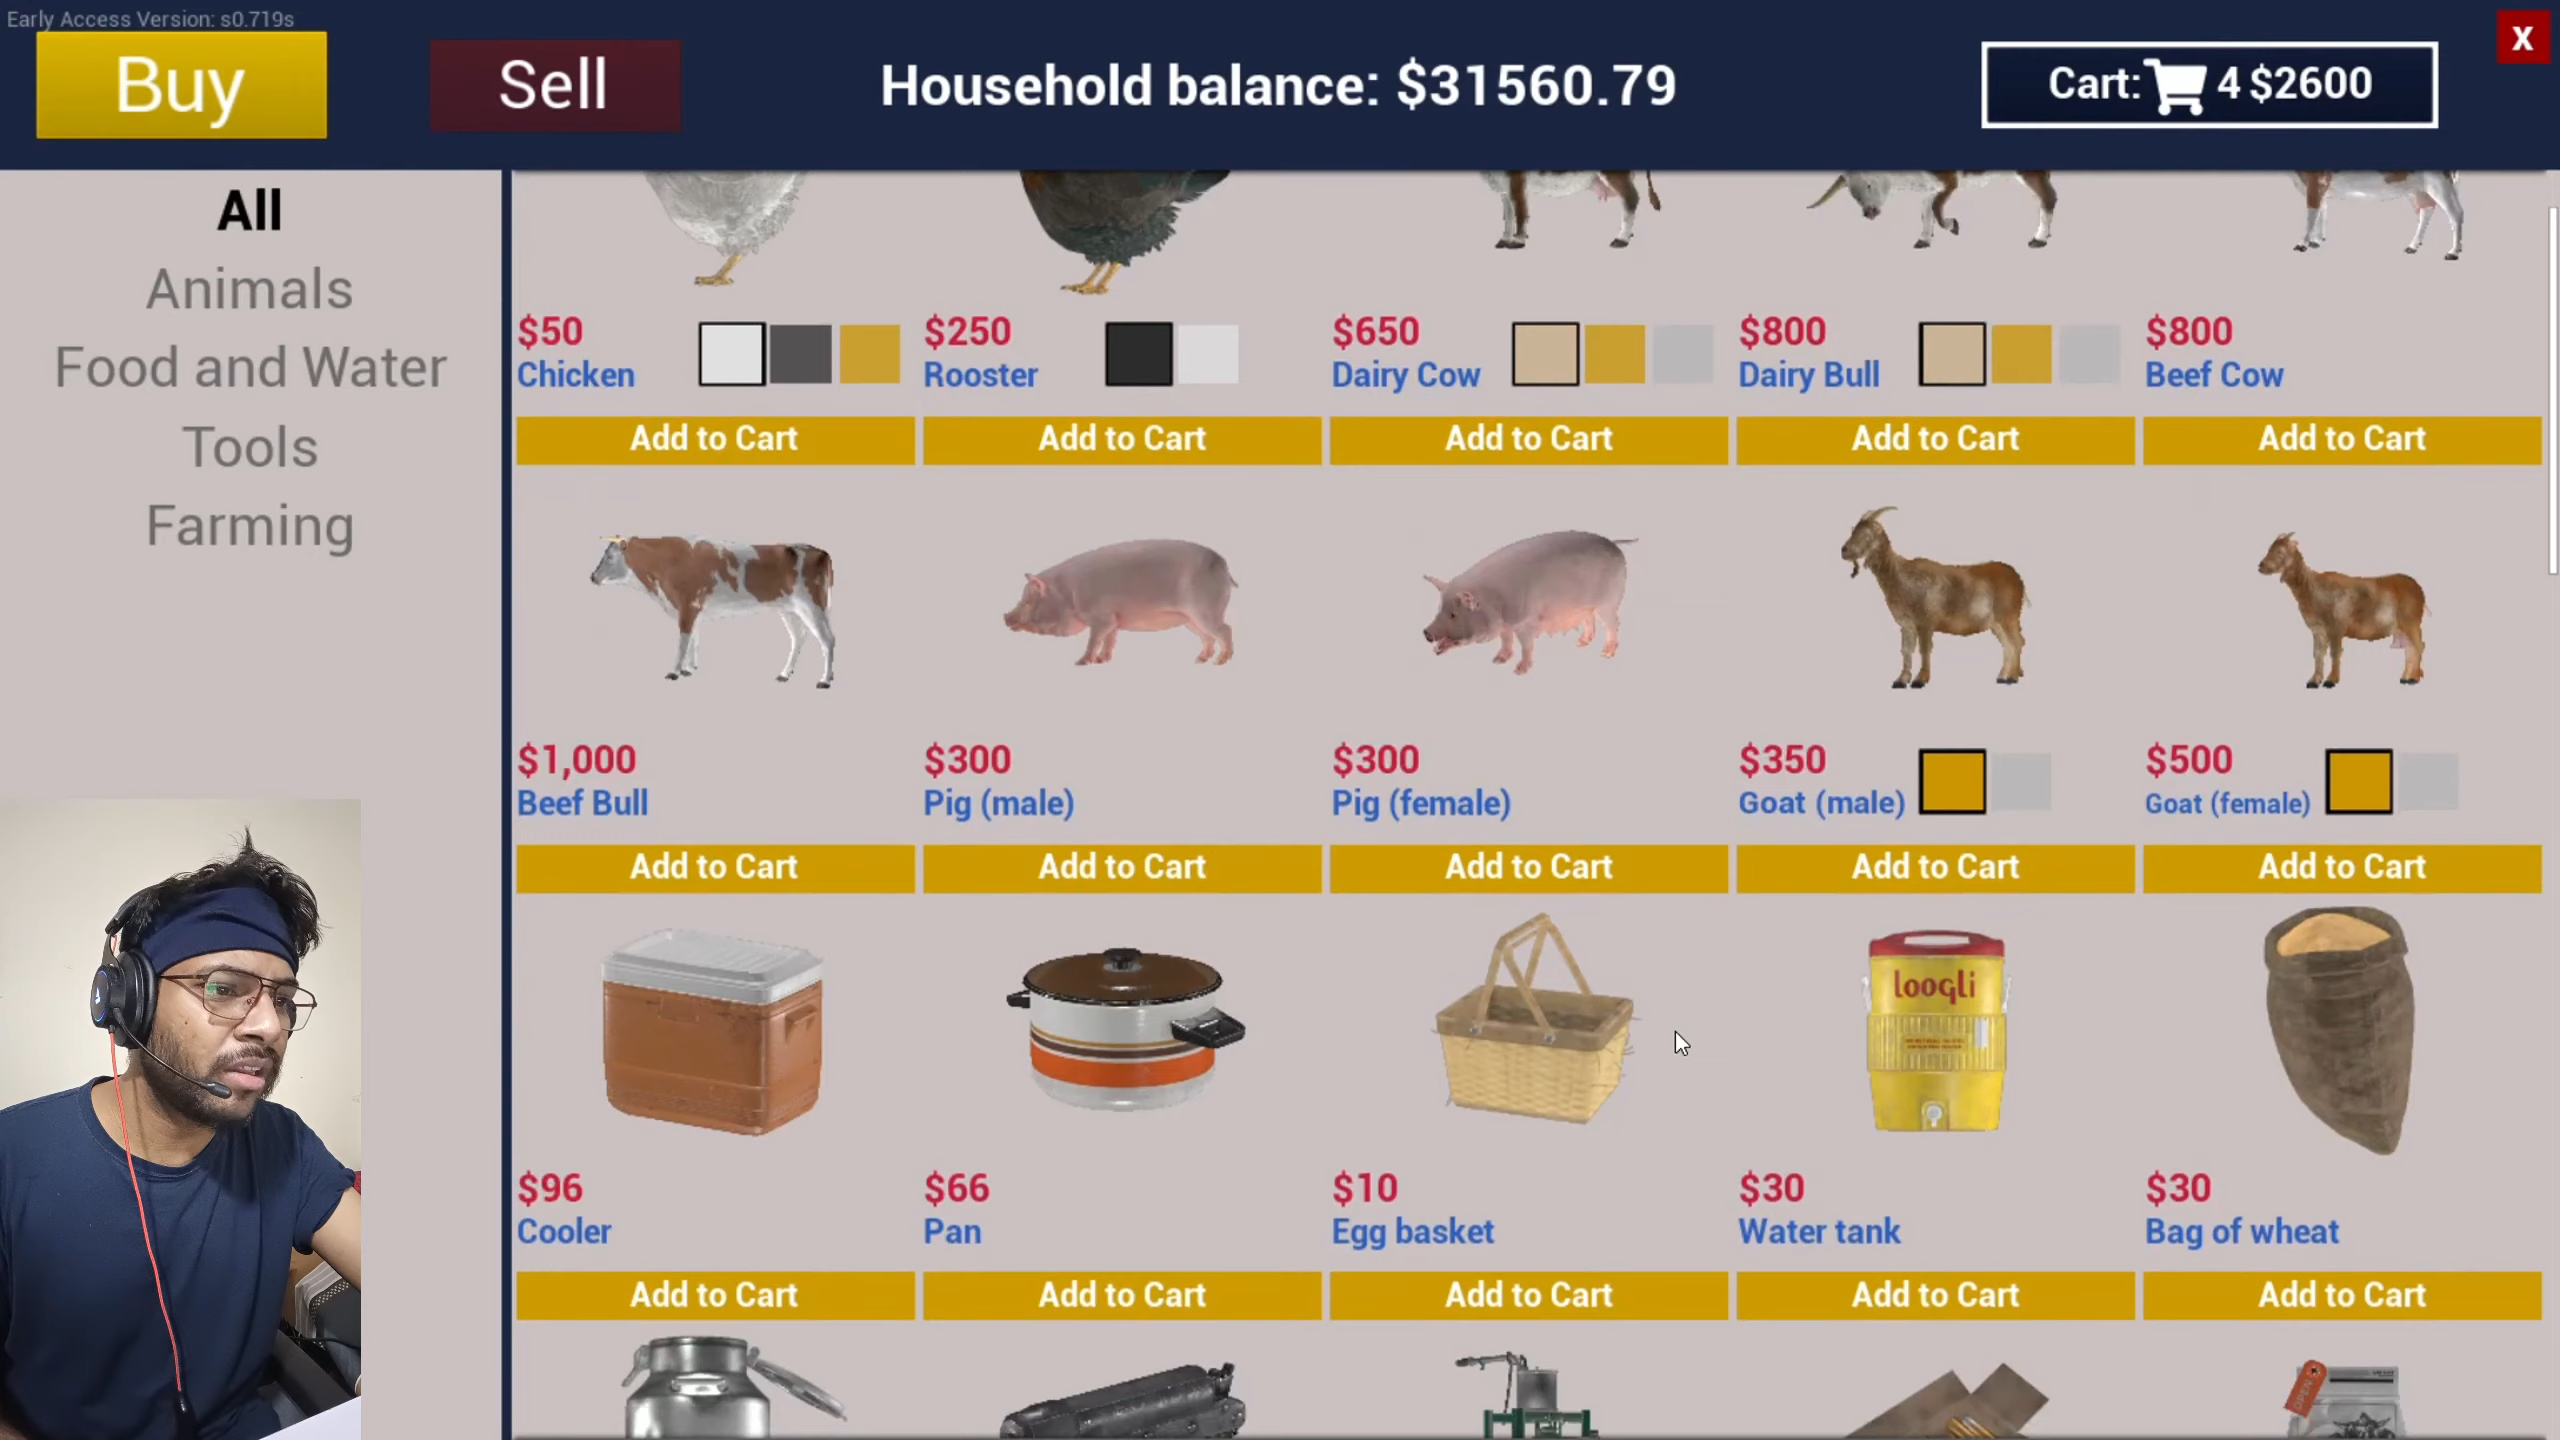 Early Access Version: s0.719s
Buy
Sell
Household balance: $31560.79
Cart: 4 $2600
X
All
Animals
Food and Water
Tools
Farming
$50
Chicken
$250
Rooster
$650
Dairy Cow
$800
Dairy Bull
$800
Beef Cow
Add to Cart
Add to Cart
Add to Cart
Add to Cart
Add to Cart
$1,000
Beef Bull
$300
Pig (male)
$300
Pig (female)
$350
Goat (male)
$500
Goat (female)
Add to Cart
Add to Cart
Add to Cart
Add to Cart
Add to Cart
loogli
$96
Cooler
$66
Pan
$10
Egg basket
$30
Water tank
$30
Bag of wheat
Add to Cart
Add to Cart
Add to Cart
Add to Cart
Add to Cart